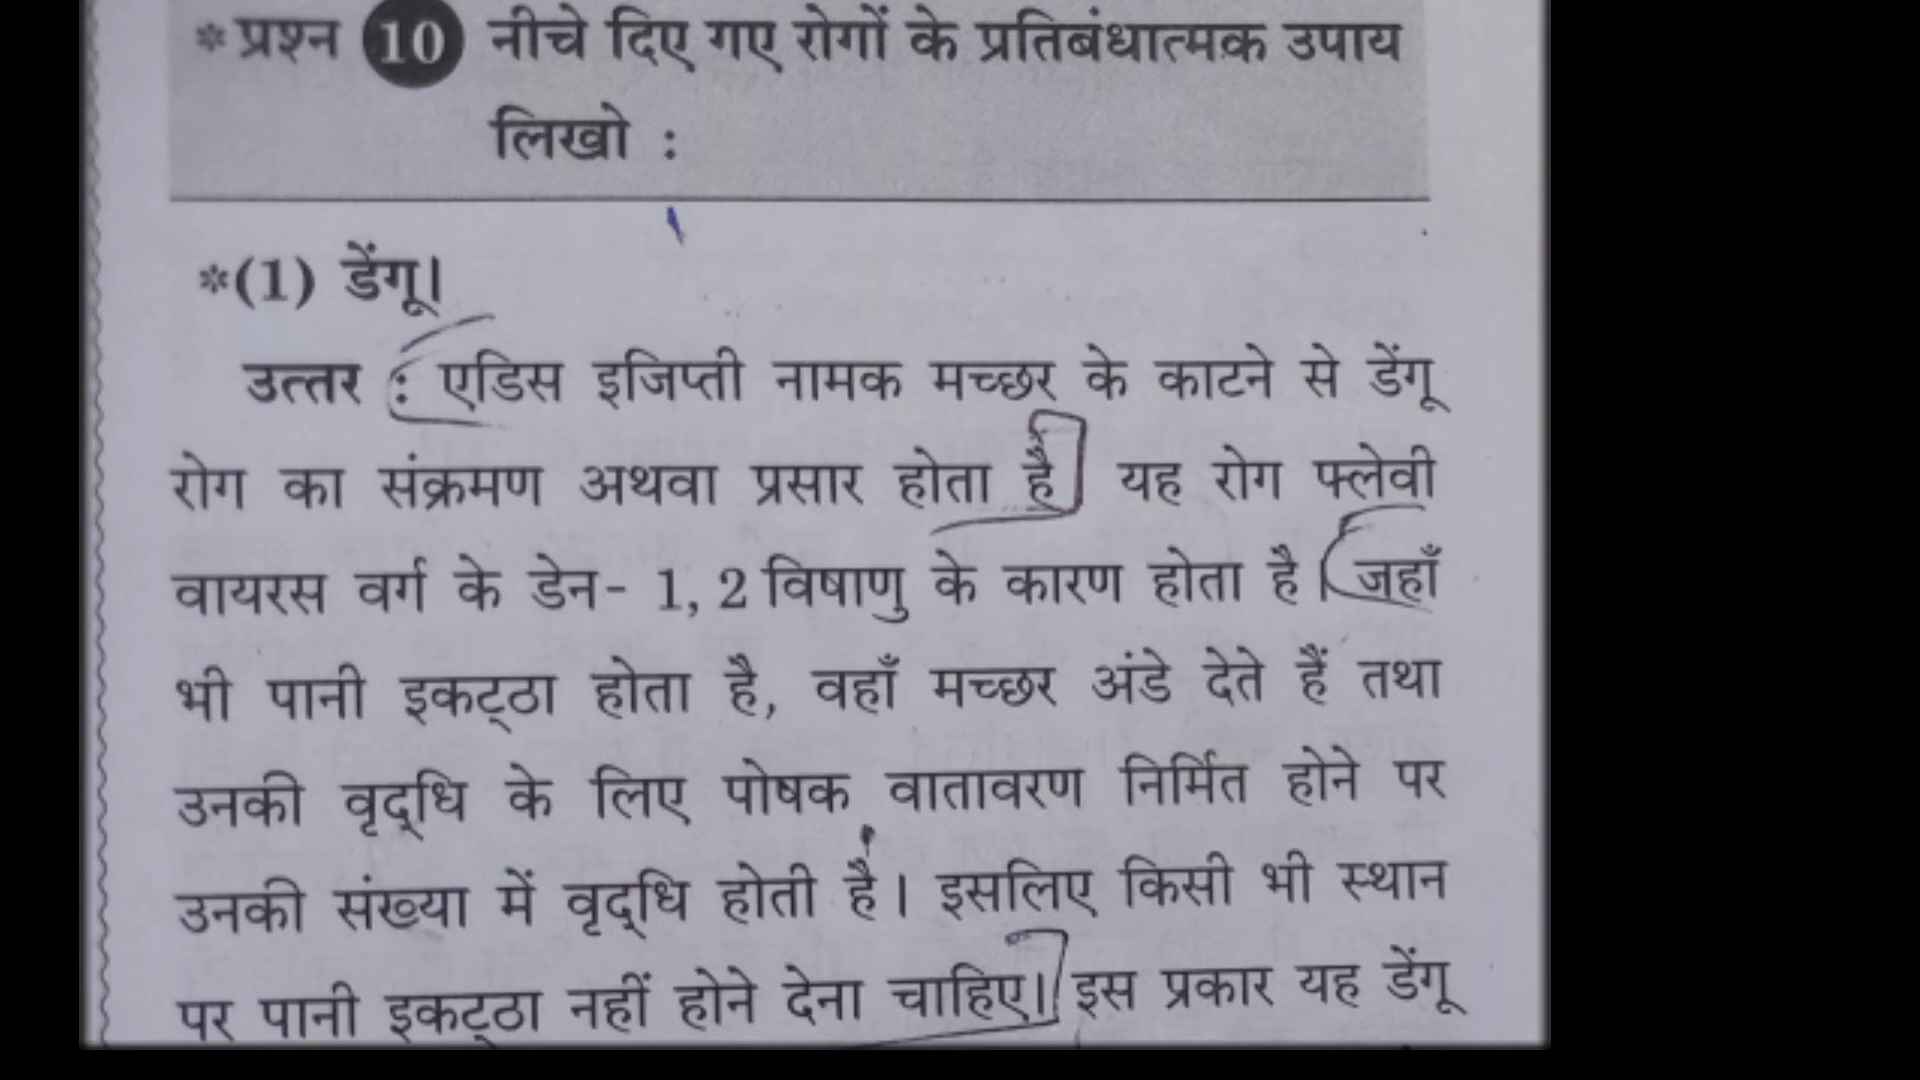 * प्रश्न 10 नीचे दिए गए रोगों के प्रतिबंधात्मक उपाय
लिखो :
*(1) डेंगू।
उत्तर : एडिस इजिप्ती नामक मच्छर के काटने से डेंगू
रोग का संक्रमण अथवा प्रसार होता है। यह रोग फ्लेवी
वायरस वर्ग के डेन- 1, 2 विषाणु के कारण होता है। जहाँ
भी पानी इकट्ठा होता है, वहाँ मच्छर अंडे देते हैं तथा
उनकी वृद्धि के लिए पोषक वातावरण निर्मित होने पर
उनकी संख्या में वृद्धि होती है। इसलिए किसी भी स्थान
पर पानी इकट्ठा नहीं होने देना चाहिए। इस प्रकार यह डेंगू